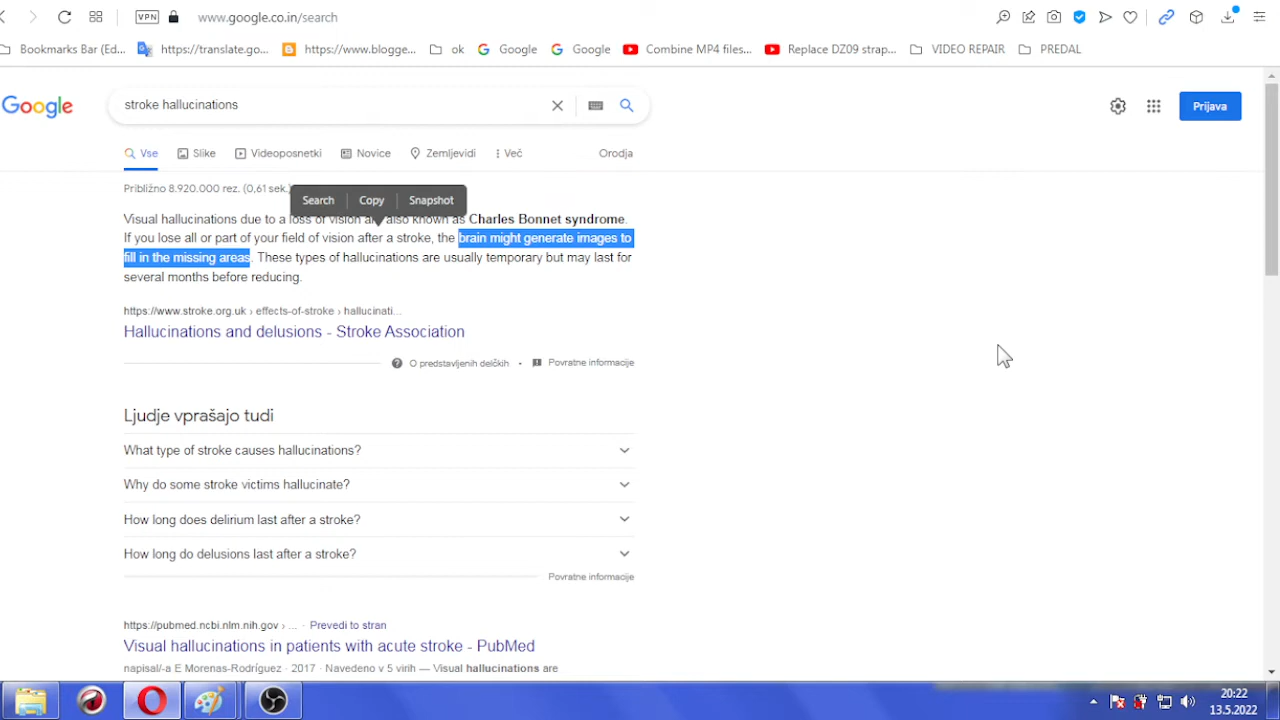 VPN www.google.co.in/search
Bookmarks Bar (Ed... https://translate.go... https://www.blogge... ok Google Google Combine MP4 files... Replace DZ09 strap... VIDEO REPAIR PREDAL
Google stroke hallucinations Prijava
Vse Slike Videoposnetki Novice Zemljevidi Več Orodja
Približno 8.920.000 rez. (0,61 sek.)
Search Copy Snapshot
Visual hallucinations due to a loss of vision are also known as Charles Bonnet syndrome.
If you lose all or part of your field of vision after a stroke, the brain might generate images to
fill in the missing areas. These types of hallucinations are usually temporary but may last for
several months before reducing.
https://www.stroke.org.uk › effects-of-stroke › hallucinati...
Hallucinations and delusions - Stroke Association
O predstavljenih delčkih • Povratne informacije
Ljudje vprašajo tudi
What type of stroke causes hallucinations?
Why do some stroke victims hallucinate?
How long does delirium last after a stroke?
How long do delusions last after a stroke?
Povratne informacije
https://pubmed.ncbi.nlm.nih.gov › ... · Prevedi to stran
Visual hallucinations in patients with acute stroke - PubMed
napisal/-a E Morenas-Rodríguez · 2017 · Navedeno v 5 virih — Visual hallucinations are
20:22
13.5.2022